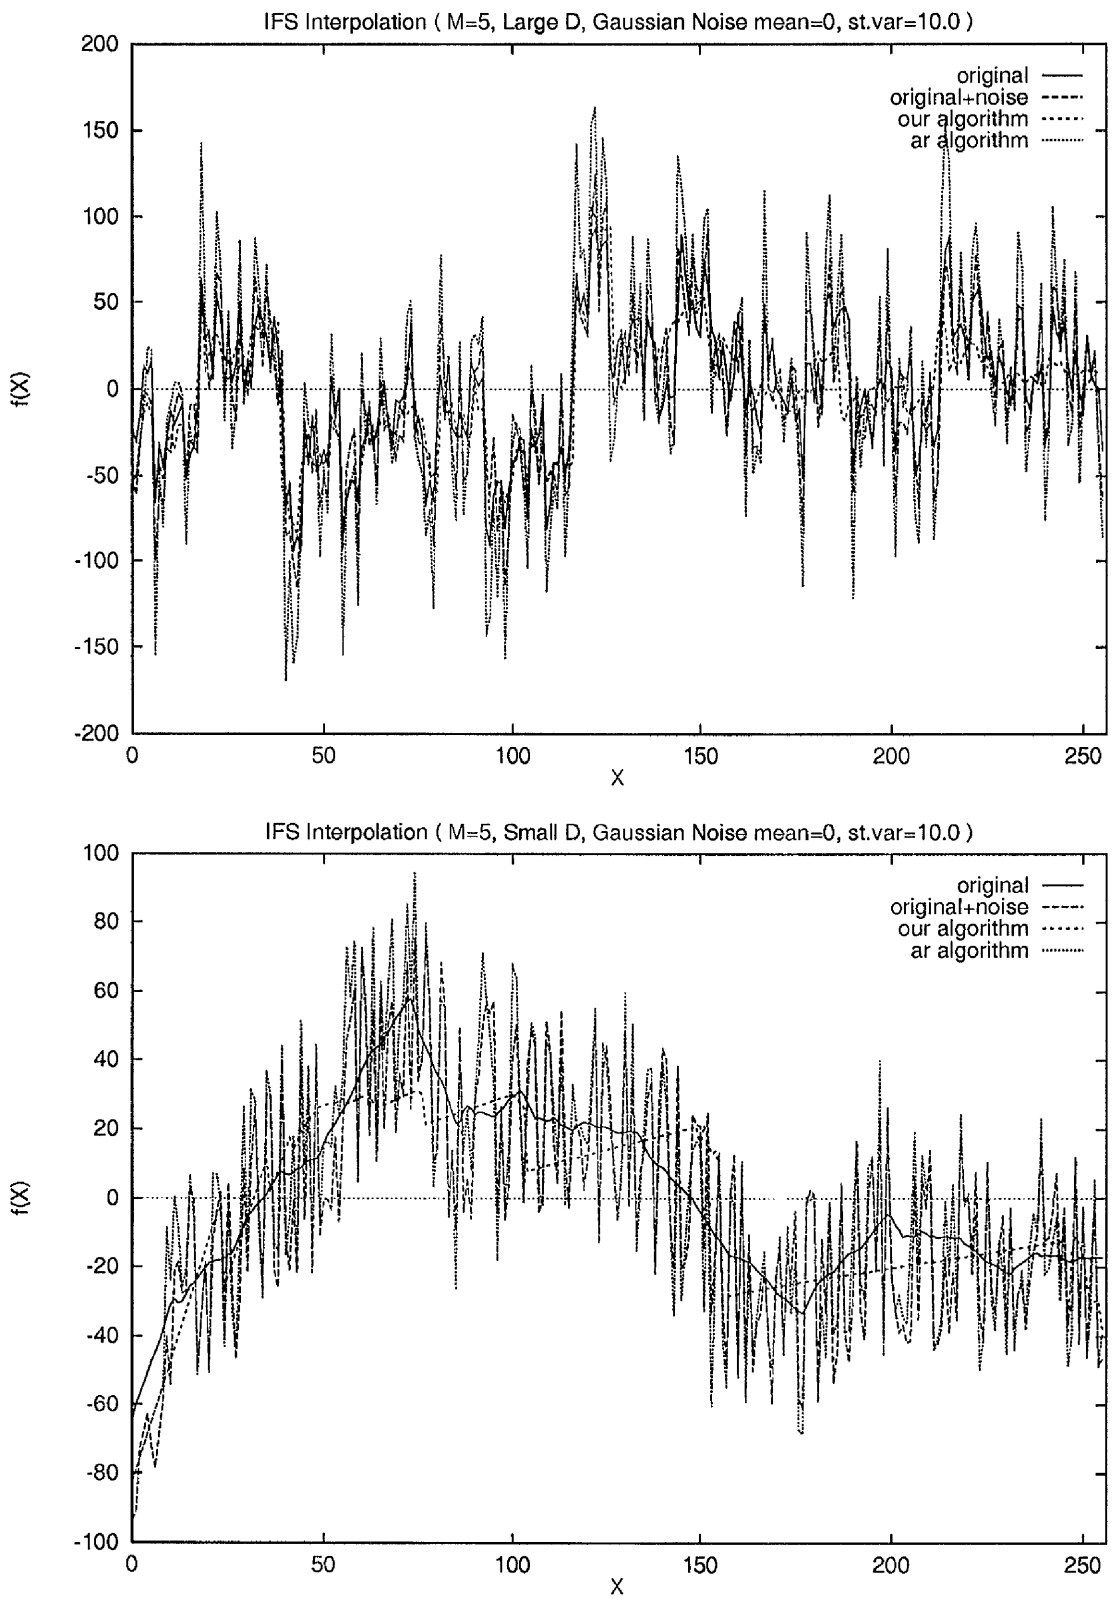 IFS Interpolation ( M=5, Large D, Gaussian Noise mean=0, st.var=10.0 )
200
150
100
50
0
-50
-100
-150
-200
f(X)
original
original+noise
our algorithm
ar algorithm
0 50 100 150 200 250
X
IFS Interpolation ( M=5, Small D, Gaussian Noise mean=0, st.var=10.0 )
100
80
60
40
20
0
-20
-40
-60
-80
-100
f(X)
original
original+noise
our algorithm
ar algorithm
0 50 100 150 200 250
X